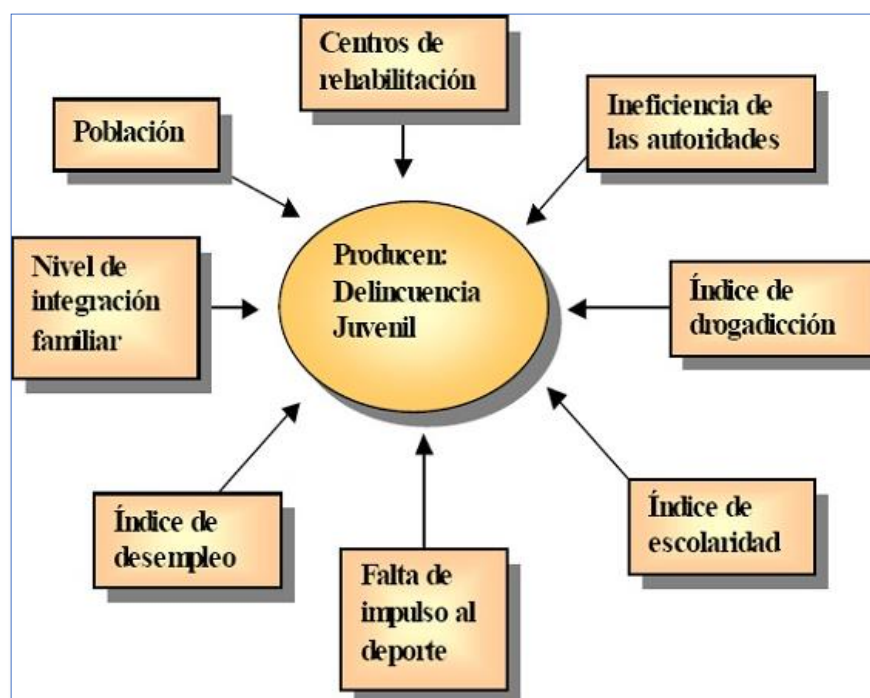 Centros de
rehabilitación
Ineficiencia de
las autoridades
Población
Producen:
Delincuencia
Juvenil
Nivel de
integración
familiar
Índice de
drogadicción
Índice de
desempleo
Falta de
impulso al
deporte
Índice de
escolaridad